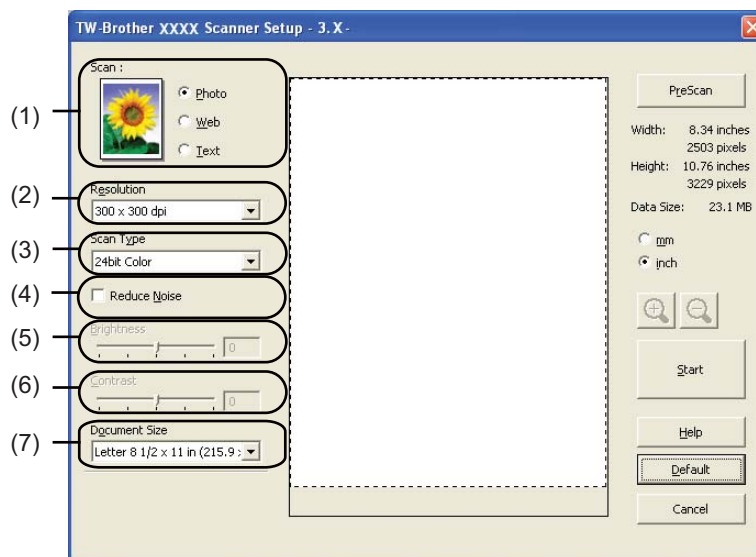 TW-Brother XXXX Scanner Setup - 3.X-
(1)
Scan :
Photo
Web
Text
(2)
Resolution
300 x 300 dpi
(3)
Scan Type
24bit Color
(4)
Reduce Noise
(5)
Brightness
0
(6)
Contrast
0
(7)
Document Size
Letter 8 1/2 x 11 in (215.9 :
PreScan
Width: 8.34 inches
2503 pixels
Height: 10.76 inches
3229 pixels
Data Size: 23.1 MB
mm
inch
Start
Help
Default
Cancel